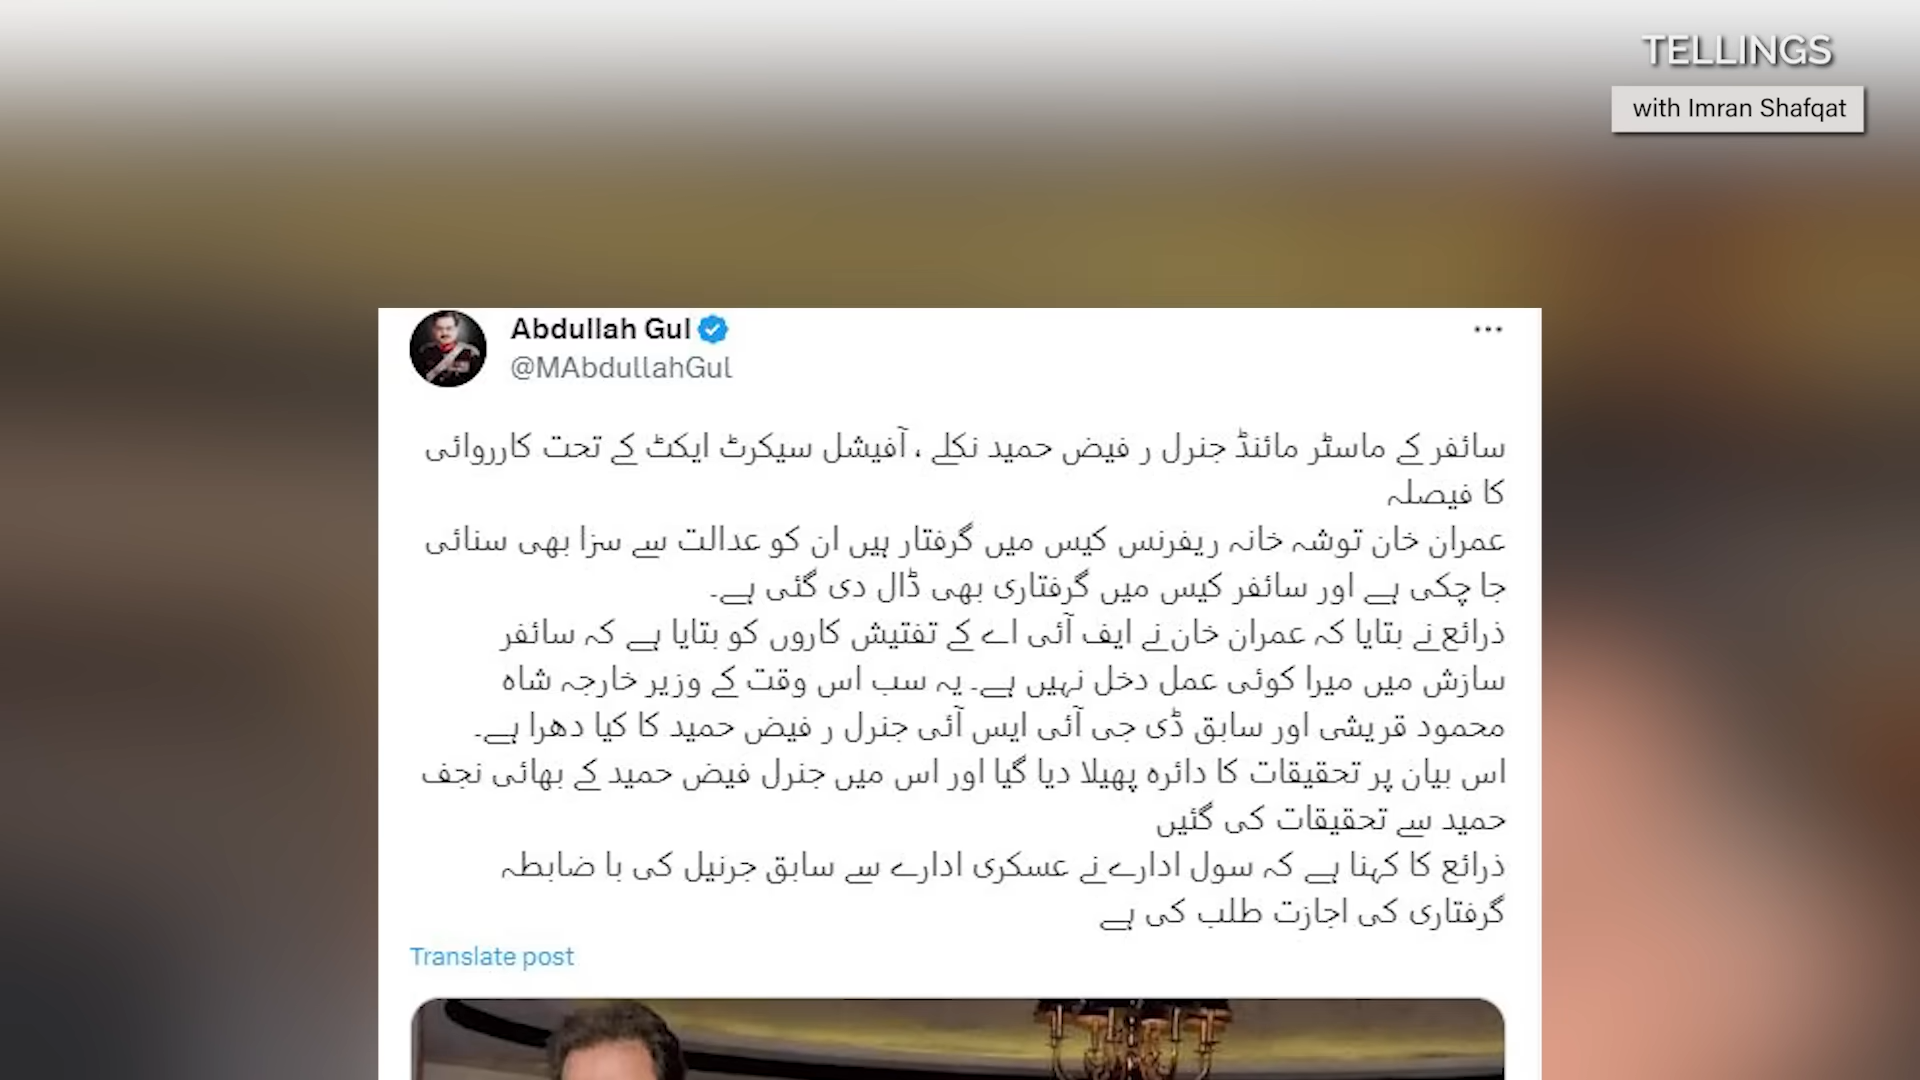 TELLINGS
with Imran Shafqat
Abdullah Gul
@MAbdullahGul
سائفر کے ماسٹر مائنڈ جنرل ر فیض حمید نکلے ، آفیشل سیکرٹ ایکٹ کے تحت کارروائی
کا فیصلہ
عمران خان توشہ خانہ ریفرنس کیس میں گرفتار ہیں ان کو عدالت سے سزا بھی سنائی
جا چکی ہے اور سائفر کیس میں گرفتاری بھی ڈال دی گئی ہے۔
ذرائع نے بتایا کہ عمران خان نے ایف آئی اے کے تفتیش کاروں کو بتایا ہے کہ سائفر
سازش میں میرا کوئی عمل دخل نہیں ہے۔ یہ سب اس وقت کے وزیر خارجہ شاہ
محمود قریشی اور سابق ڈی جی آئی ایس آئی جنرل ر فیض حمید کا کیا دھرا ہے۔
اس بیان پر تحقیقات کا دائرہ پھیلا دیا گیا اور اس میں جنرل فیض حمید کے بھائی نجف
حمید سے تحقیقات کی گئیں
ذرائع کا کہنا ہے کہ سول ادارے نے عسکری ادارے سے سابق جرنیل کی با ضابطہ
گرفتاری کی اجازت طلب کی ہے
Translate post